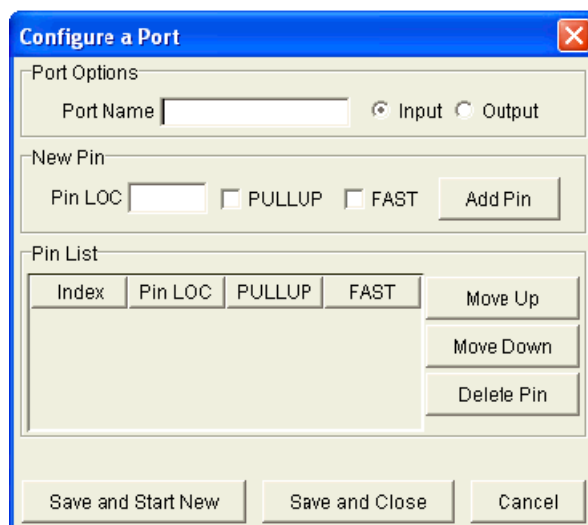 Configure a Port
Port Options
Port Name
Input
Output
New Pin
Pin LOC
PULLUP
FAST
Add Pin
Pin List
Index Pin LOC PULLUP FAST
Move Up
Move Down
Delete Pin
Save and Start New
Save and Close
Cancel